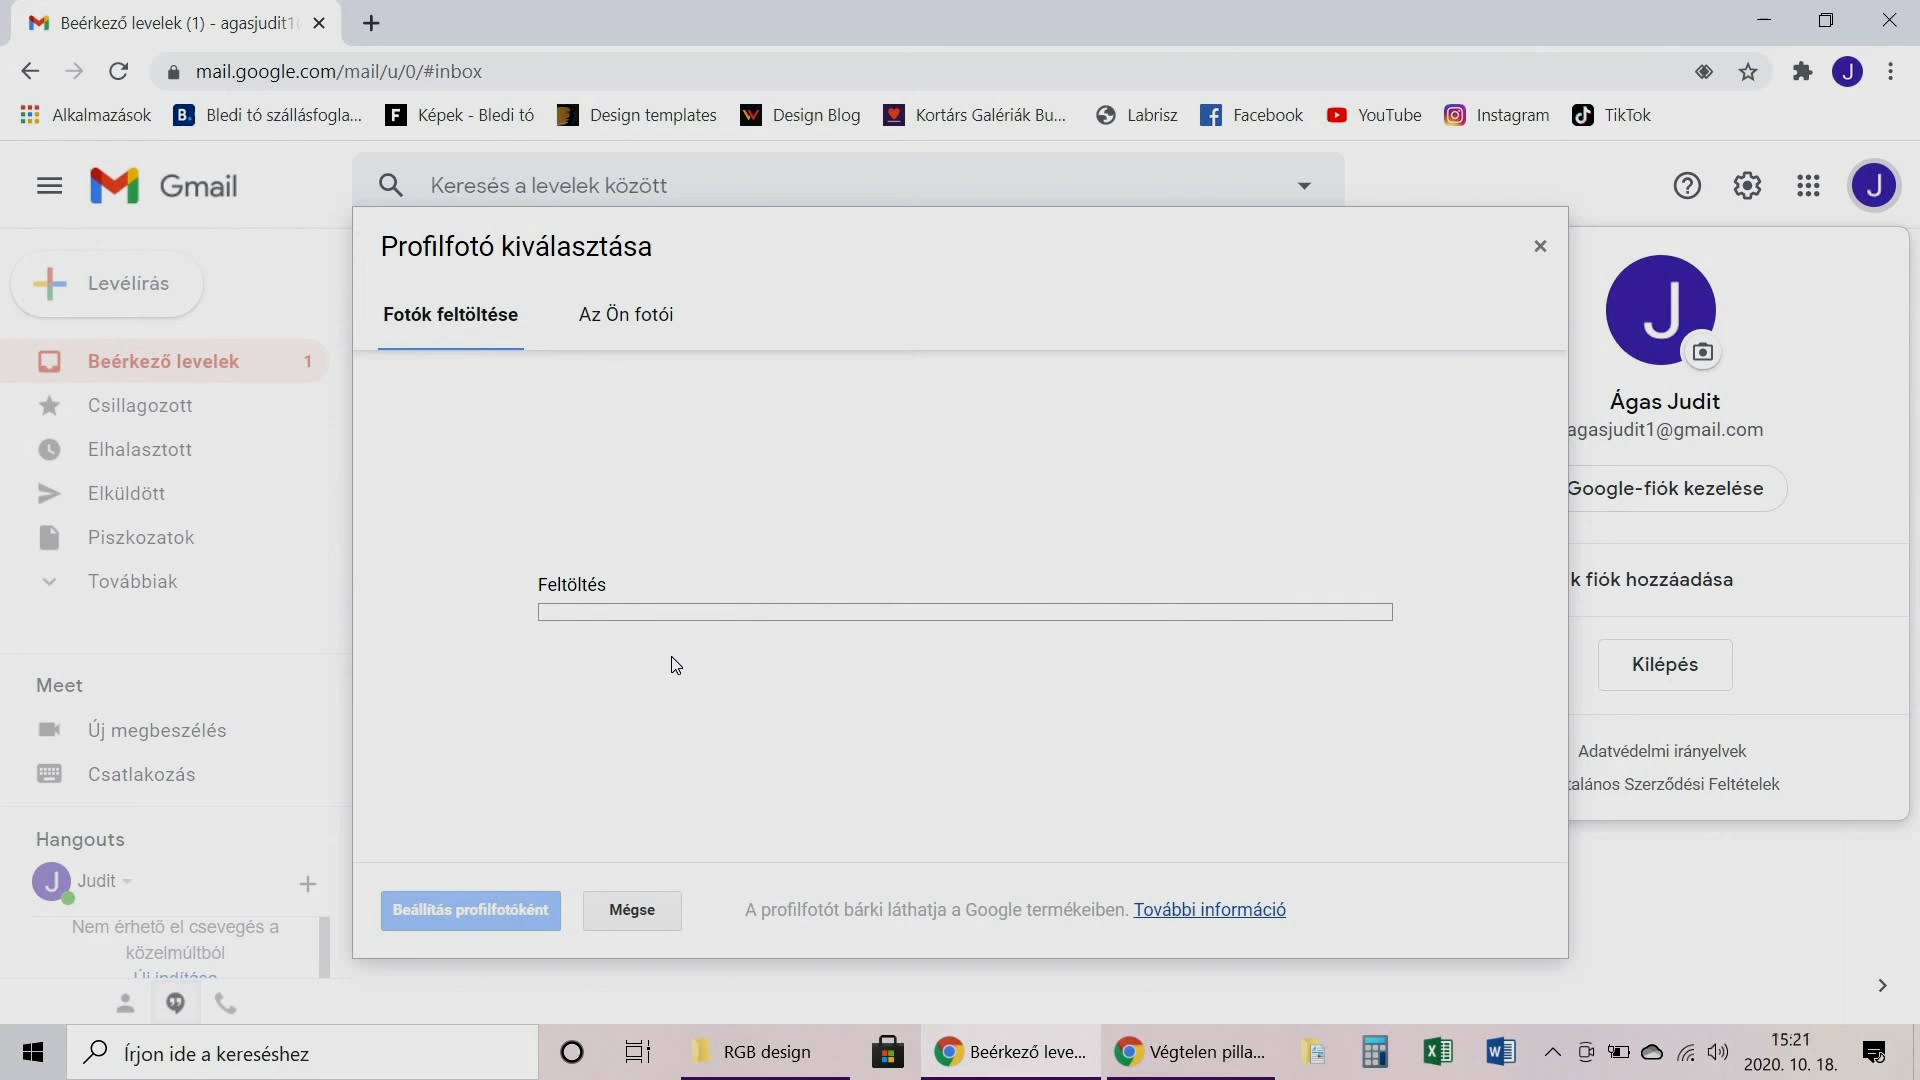 Beérkező levelek (1) - agasjudit1
mail.google.com/mail/u/0/#inbox
Alkalmazások
Bledi tó szállásfogla...
Képek - Bledi tó
Design templates
Design Blog
Kortárs Galériák Bu...
Labrisz
Facebook
YouTube
Instagram
TikTok
J
Gmail
Keresés a levelek között
J
Profilfotó kiválasztása
Fotók feltöltése
Az Ön fotói
Levélírás
Beérkező levelek 1
Csillagozott
Elhalasztott
Elküldött
Piszkozatok
Továbbiak
Meet
Új megbeszélés
Csatlakozás
Hangouts
J Judit
Nem érhető el csevegés a
közelmúltból
Új indítása
Feltöltés
Beállítás profilfotóként
Mégse
A profilfotót bárki láthatja a Google termékeiben. További információ
J
Ágas Judit
agasjudit1@gmail.com
Google-fiók kezelése
k fiók hozzáadása
Kilépés
Adatvédelmi irányelvek
talános Szerződési Feltételek
Írjon ide a kereséshez
RGB design
Beérkező leve...
Végtelen pilla...
15:21
2020. 10. 18.